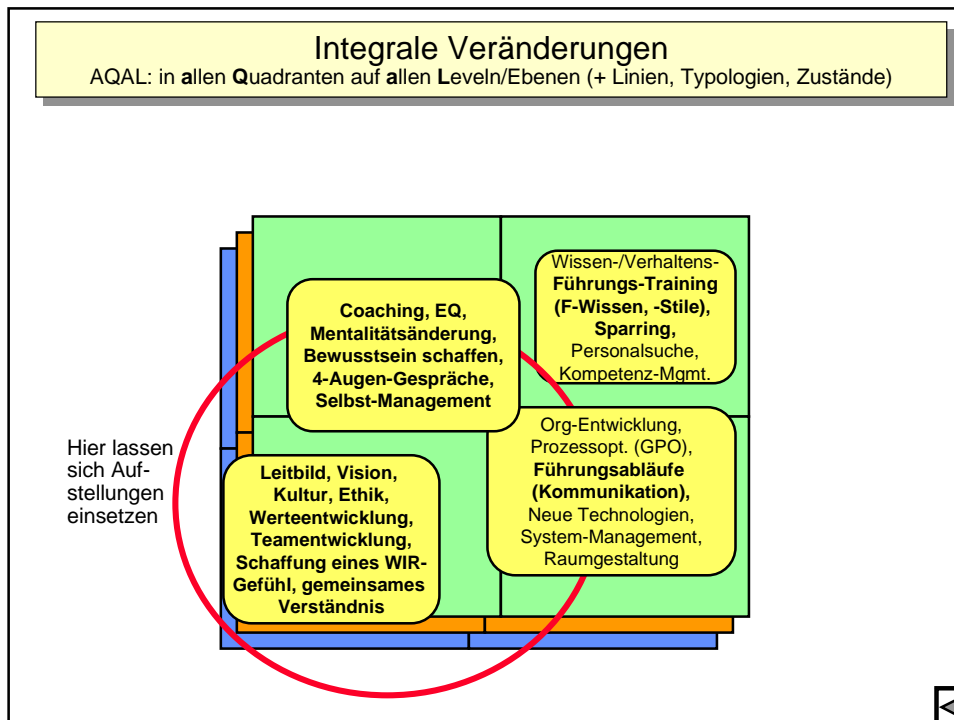 Integrale Veränderungen
AQAL: in allen Quadranten auf allen Leveln/Ebenen (+ Linien, Typologien, Zustände)
Coaching, EQ,
Mentalitätsänderung,
Bewusstsein schaffen,
4-Augen-Gespräche,
Selbst-Management
Wissen-/Verhaltens-
Führungs-Training
(F-Wissen, -Stile),
Sparring,
Personalsuche,
Kompetenz-Mgmt.
Hier lassen
sich Auf-
stellungen
einsetzen
Leitbild, Vision,
Kultur, Ethik,
Werteentwicklung,
Teamentwicklung,
Schaffung eines WIR-
Gefühl, gemeinsames
Verständnis
Org-Entwicklung,
Prozessopt. (GPO),
Führungsabläufe
(Kommunikation),
Neue Technologien,
System-Management,
Raumgestaltung